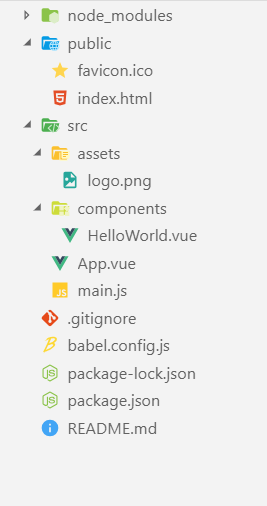 node_modules
public
favicon.ico
index.html
src
assets
logo.png
components
HelloWorld.vue
App.vue
JS main.js
.gitignore
babel.config.js
package-lock.json
package.json
README.md